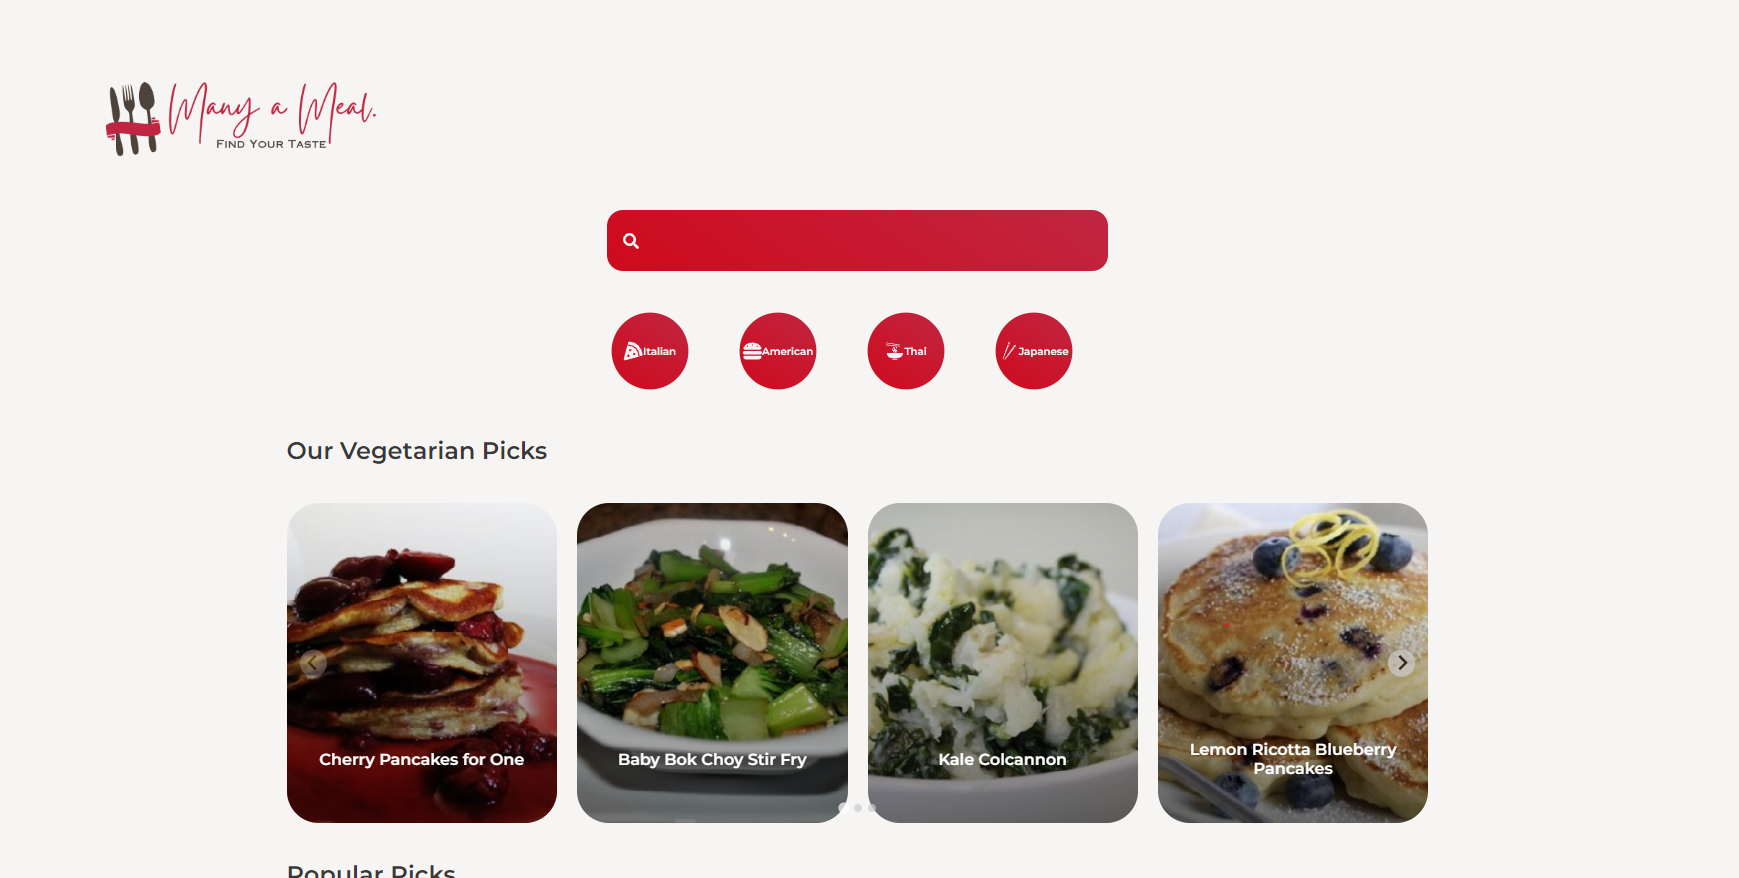 Many a Meal.
FIND YOUR TASTE
Italian
American
Thai
Japanese
Our Vegetarian Picks
Cherry Pancakes for One
Baby Bok Choy Stir Fry
Kale Colcannon
Lemon Ricotta Blueberry
Pancakes
Popular Picks